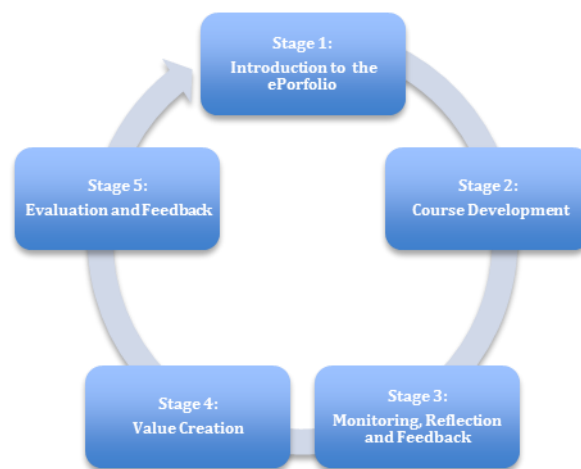 Stage 1:
Introduction to the
ePorfolio
Stage 2:
Course Development
Stage 3:
Monitoring, Reflection
and Feedback
Stage 4:
Value Creation
Stage 5:
Evaluation and Feedback